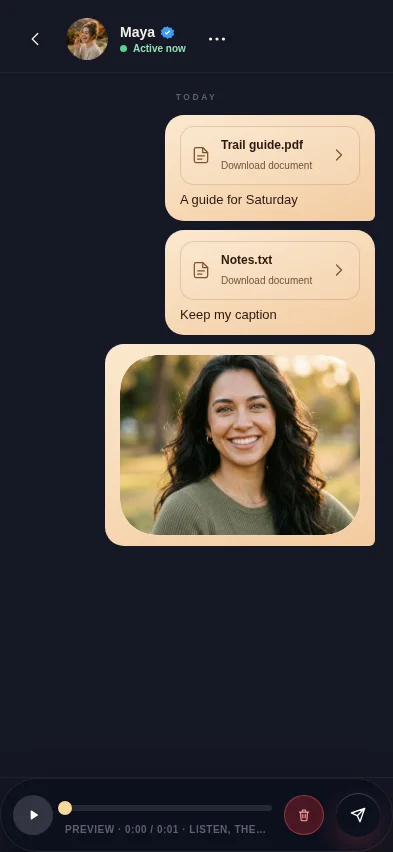 Maya
Active now
TODAY
Trail guide.pdf
Download document
A guide for Saturday
Notes.txt
Download document
Keep my caption
PREVIEW · 0:00 / 0:01 · LISTEN, THE…